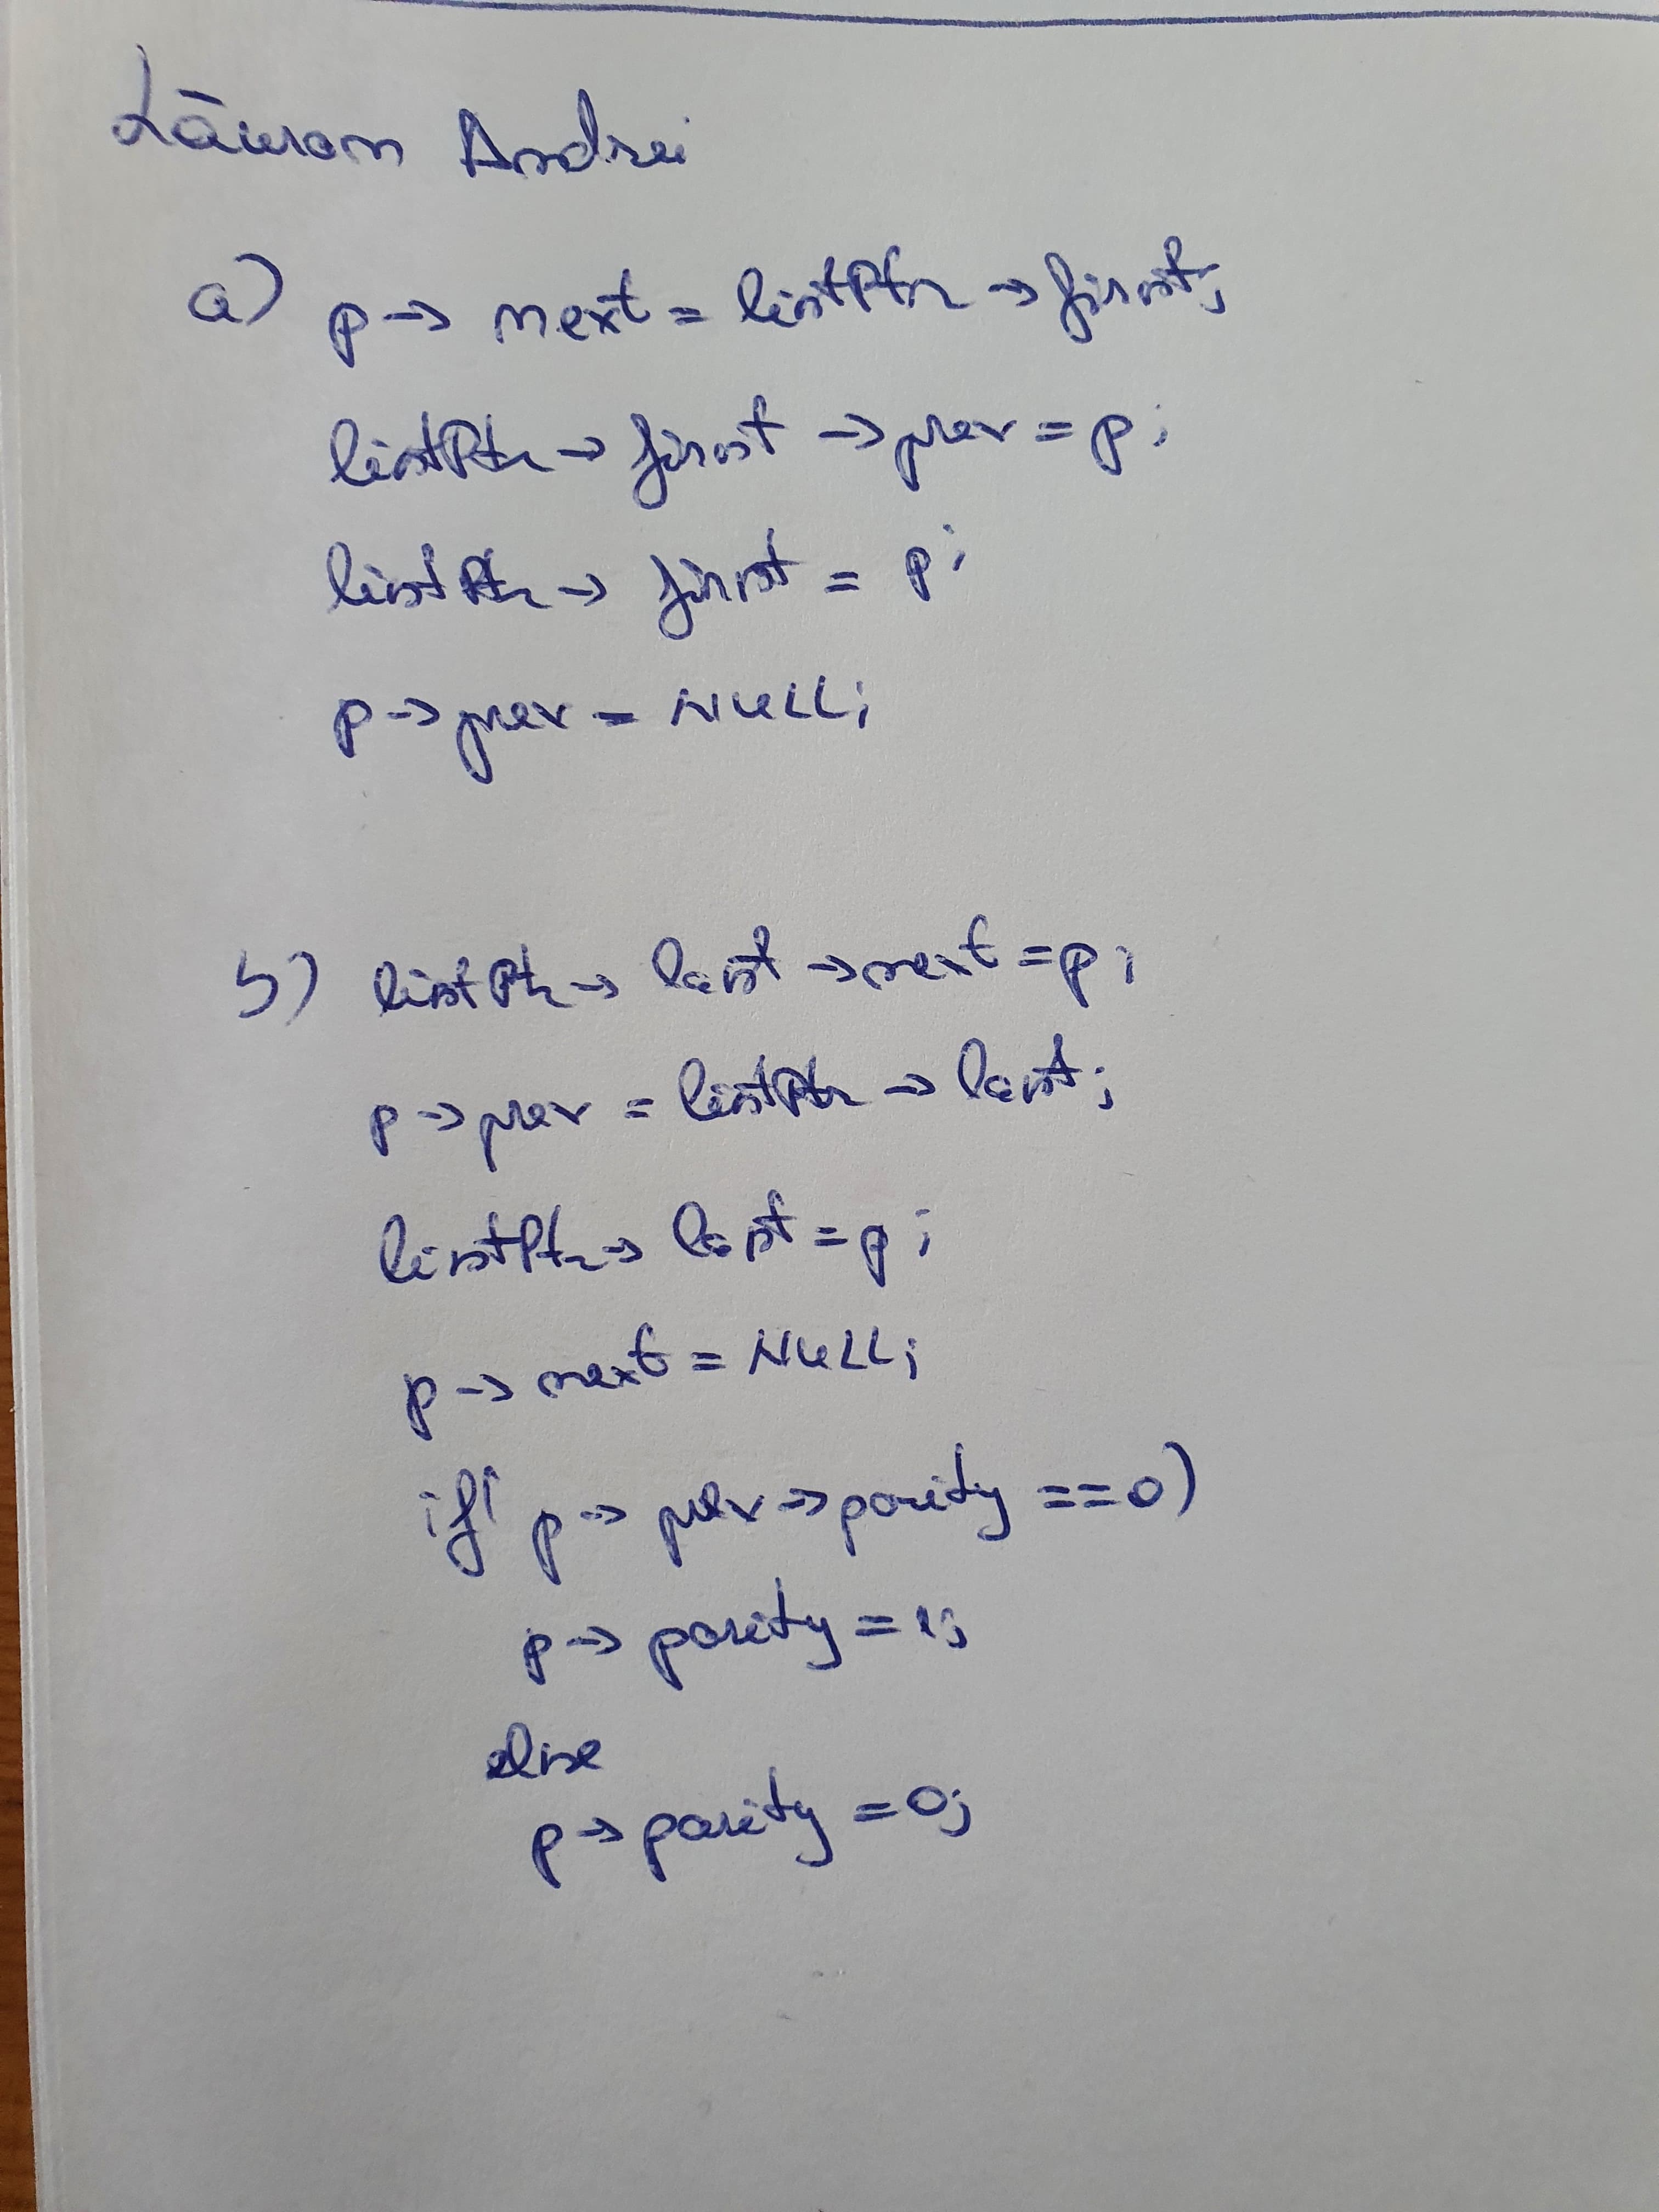 Lăuran Andrei
a) p-> next = listPtr -> first;
listPtr -> first -> prev = p;
listPtr -> first = p;
p -> prev = NULL;
b) listPtr -> last -> next = p;
p -> prev = listPtr -> last;
listPtr -> last = p;
p -> next = NULL;
if( p -> prev -> parity == 0)
p -> parity = 1;
else
p -> parity = 0;